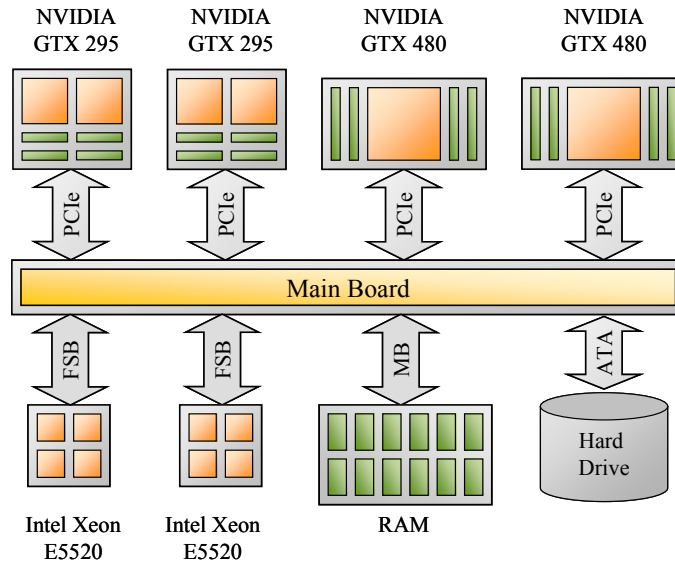 NVIDIA
GTX 295
NVIDIA
GTX 295
NVIDIA
GTX 480
NVIDIA
GTX 480
PCIe
PCIe
PCIe
PCIe
Main Board
FSB
FSB
MB
ATA
Hard
Drive
Intel Xeon
E5520
Intel Xeon
E5520
RAM